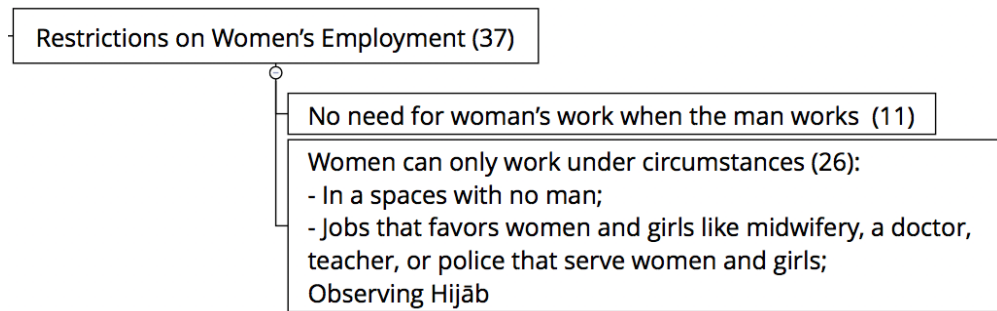 Restrictions on Women’s Employment (37)
No need for woman’s work when the man works (11)
Women can only work under circumstances (26):
- In a spaces with no man;
- Jobs that favors women and girls like midwifery, a doctor,
teacher, or police that serve women and girls;
Observing Hijāb